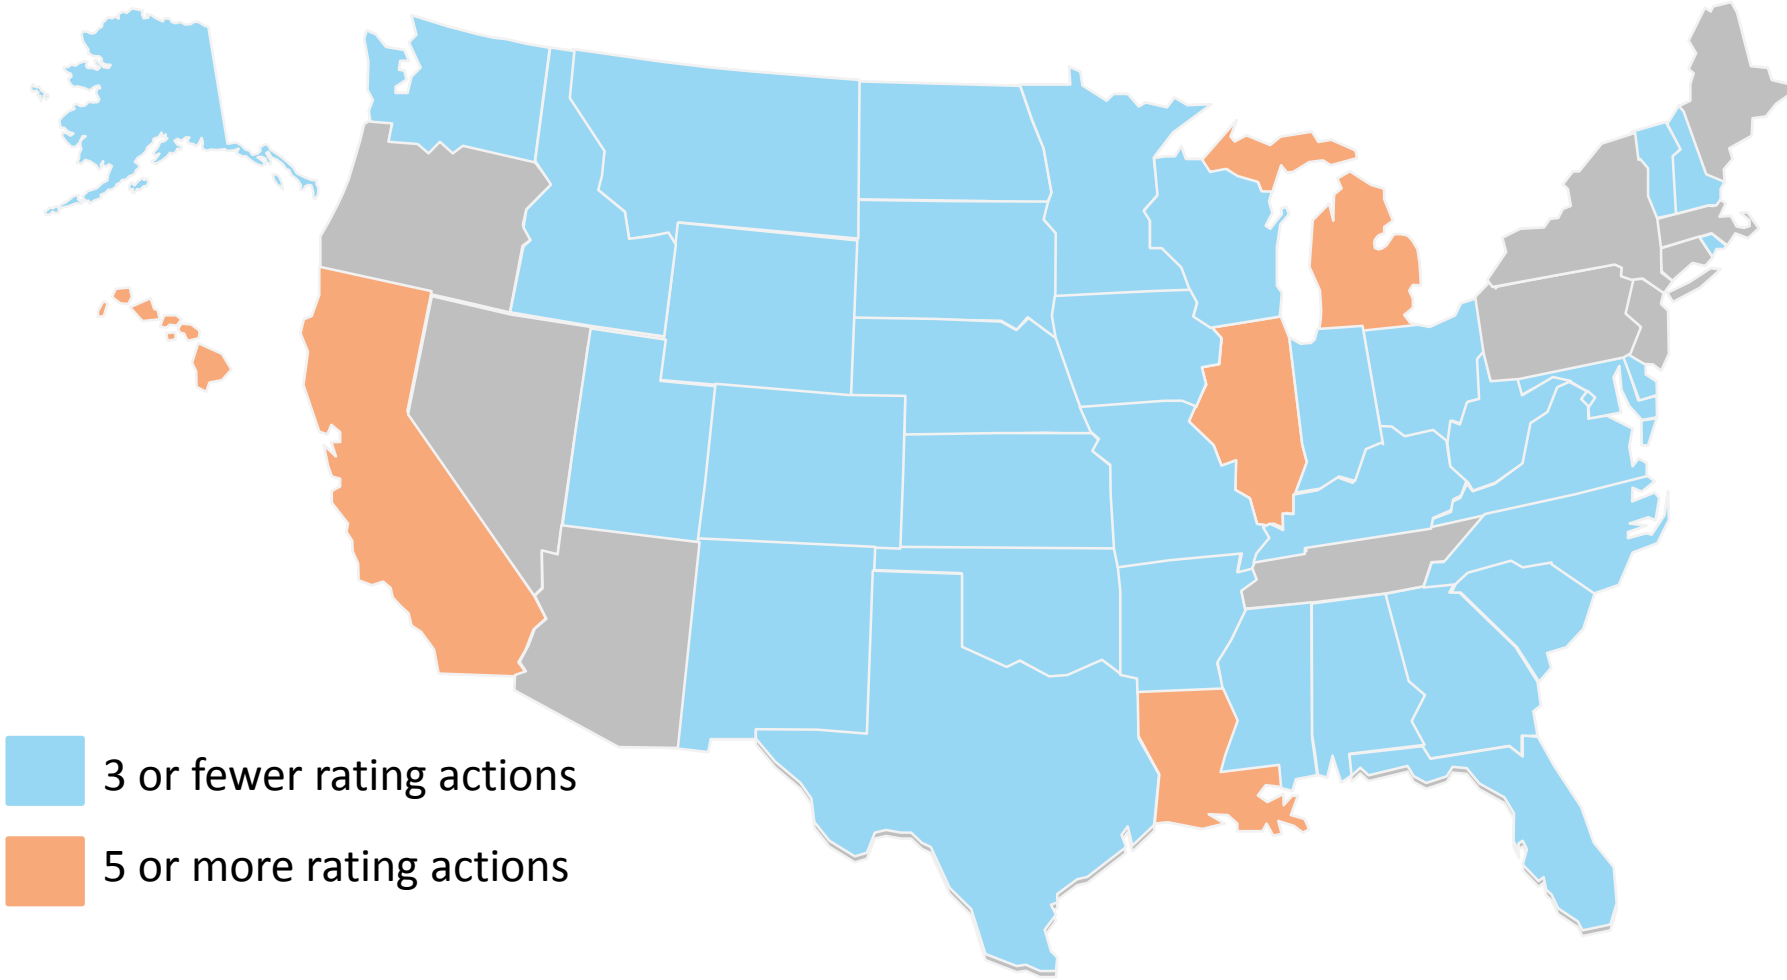 3 or fewer rating actions
5 or more rating actions